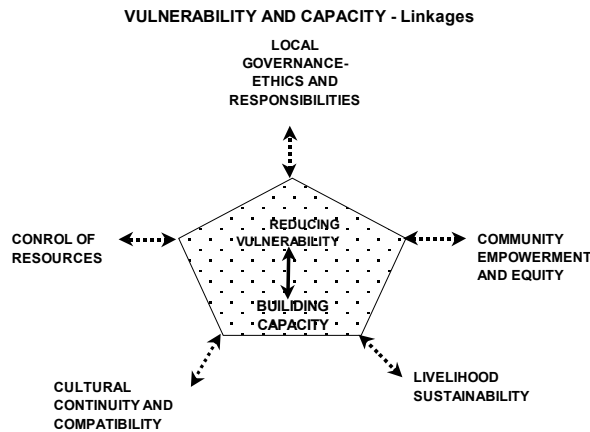 VULNERABILITY AND CAPACITY - Linkages
LOCAL
GOVERNANCE-
ETHICS AND
RESPONSIBILITIES
REDUCING
VULNERABILITY
CONROL OF
RESOURCES
COMMUNITY
EMPOWERMENT
AND EQUITY
BUILIDING
CAPACITY
CULTURAL
CONTINUITY AND
COMPATIBILITY
LIVELIHOOD
SUSTAINABILITY